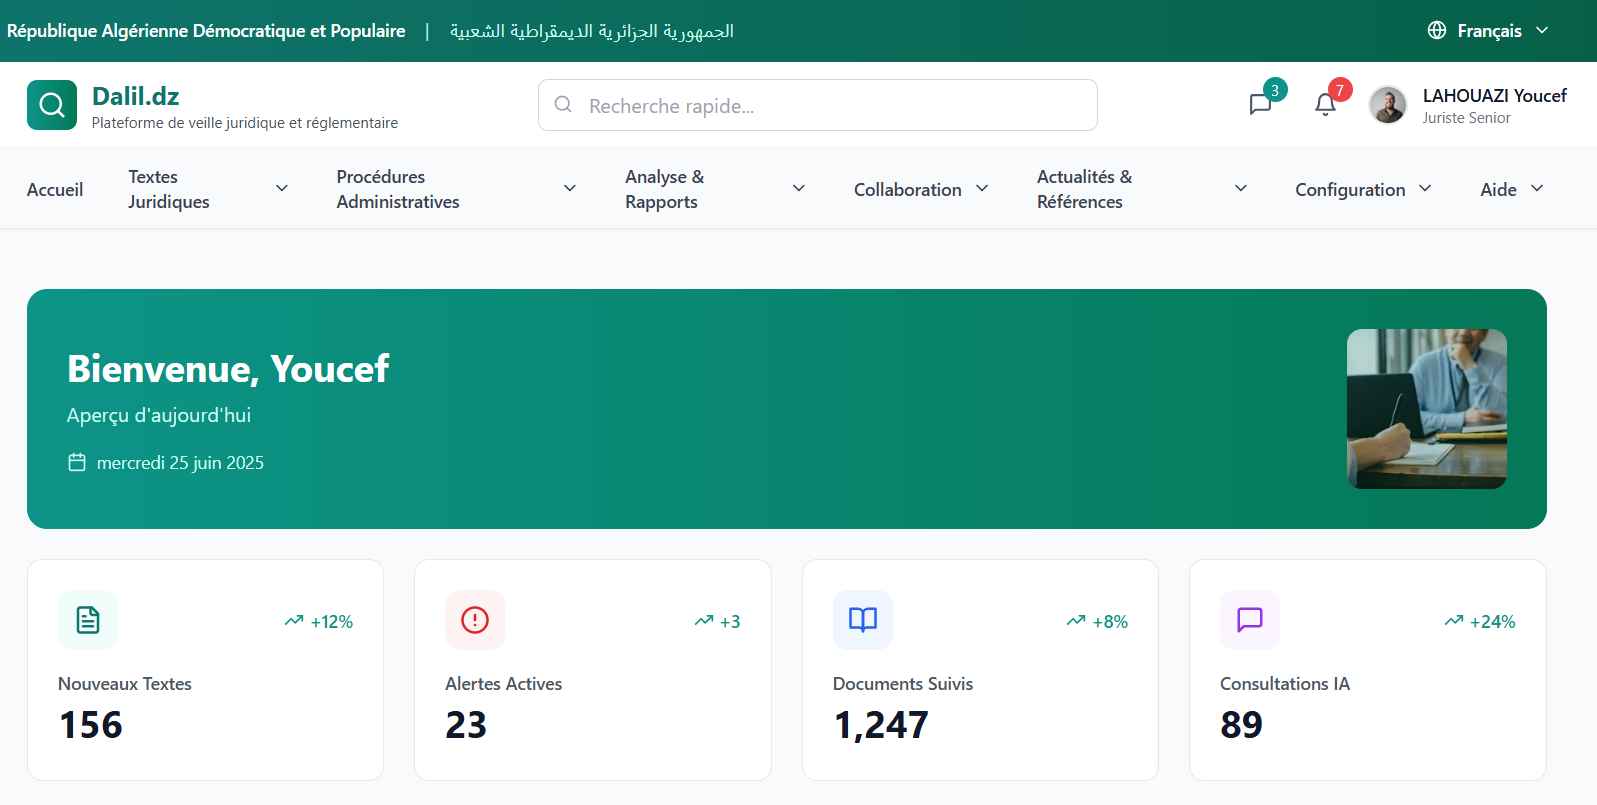 République Algérienne Démocratique et Populaire | الجمهورية الجزائرية الديمقراطية الشعبية
Français
Dalil.dz
Plateforme de veille juridique et réglementaire
Recherche rapide...
3
7
LAHOUAZI Youcef
Juriste Senior
Accueil
Textes
Juridiques
Procédures
Administratives
Analyse &
Rapports
Collaboration
Actualités &
Références
Configuration
Aide
Bienvenue, Youcef
Aperçu d'aujourd'hui
mercredi 25 juin 2025
+12%
Nouveaux Textes
156
+3
Alertes Actives
23
+8%
Documents Suivis
1,247
+24%
Consultations IA
89